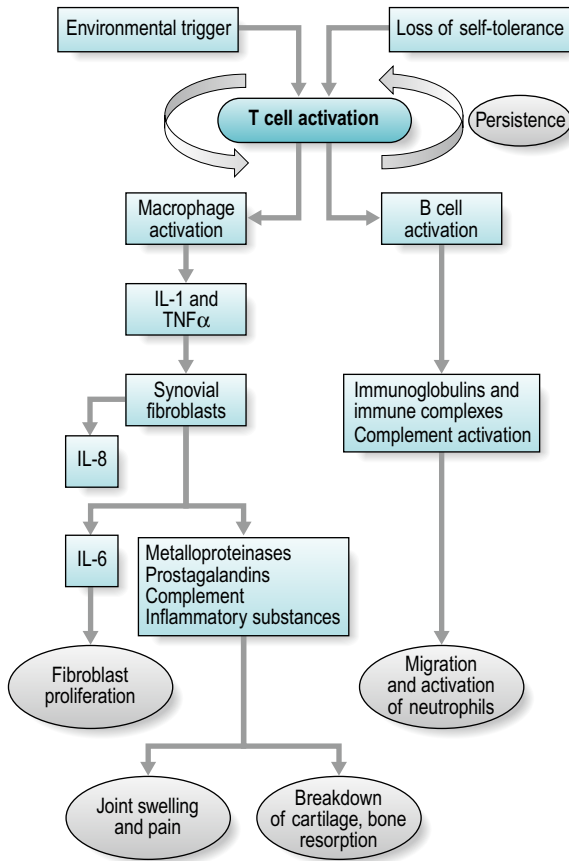 Environmental trigger
Loss of self-tolerance
T cell activation
Persistence
Macrophage
activation
B cell
activation
IL-1 and
TNFα
Synovial
fibroblasts
Immunoglobulins and
immune complexes
Complement activation
IL-8
IL-6
Metalloproteinases
Prostagalandins
Complement
Inflammatory substances
Fibroblast
proliferation
Migration
and activation
of neutrophils
Joint swelling
and pain
Breakdown
of cartilage, bone
resorption